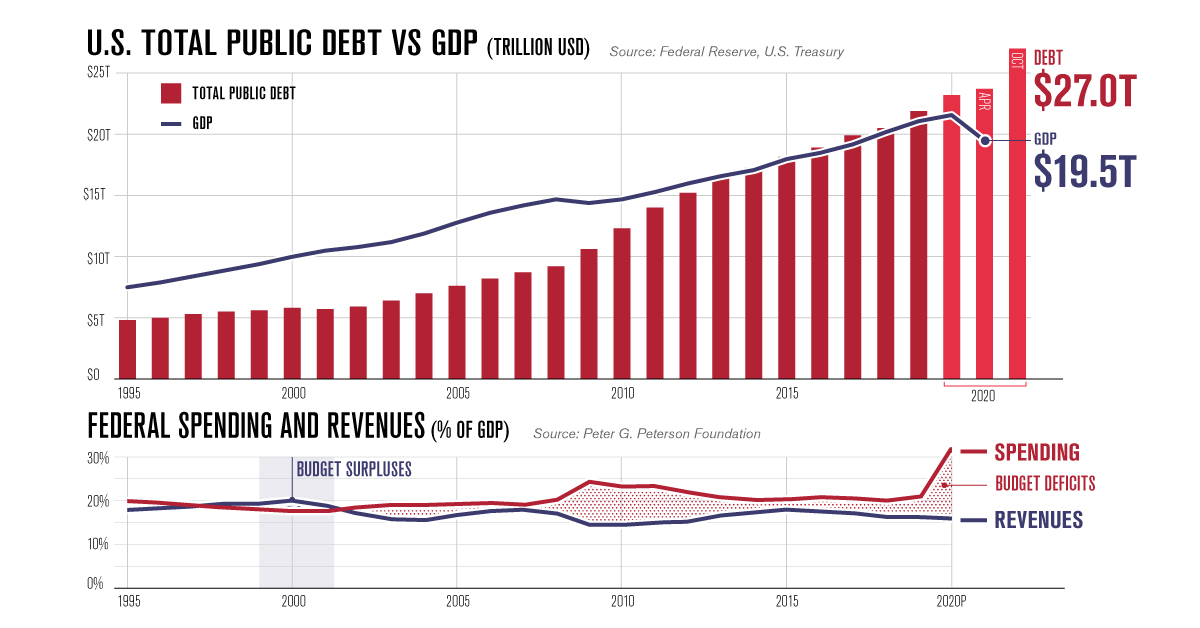 U.S. TOTAL PUBLIC DEBT VS GDP (TRILLION USD) Source: Federal Reserve, U.S. Treasury
$25T
TOTAL PUBLIC DEBT
GDP
$20T
$15T
$10T
$5T
$0
OCT
APR
DEBT
$27.0T
GDP
$19.5T
1995 2000 2005 2010 2015 2020
FEDERAL SPENDING AND REVENUES (% OF GDP) Source: Peter G. Peterson Foundation
30%
BUDGET SURPLUSES
20%
10%
0%
SPENDING
BUDGET DEFICITS
REVENUES
1995 2000 2005 2010 2015 2020P